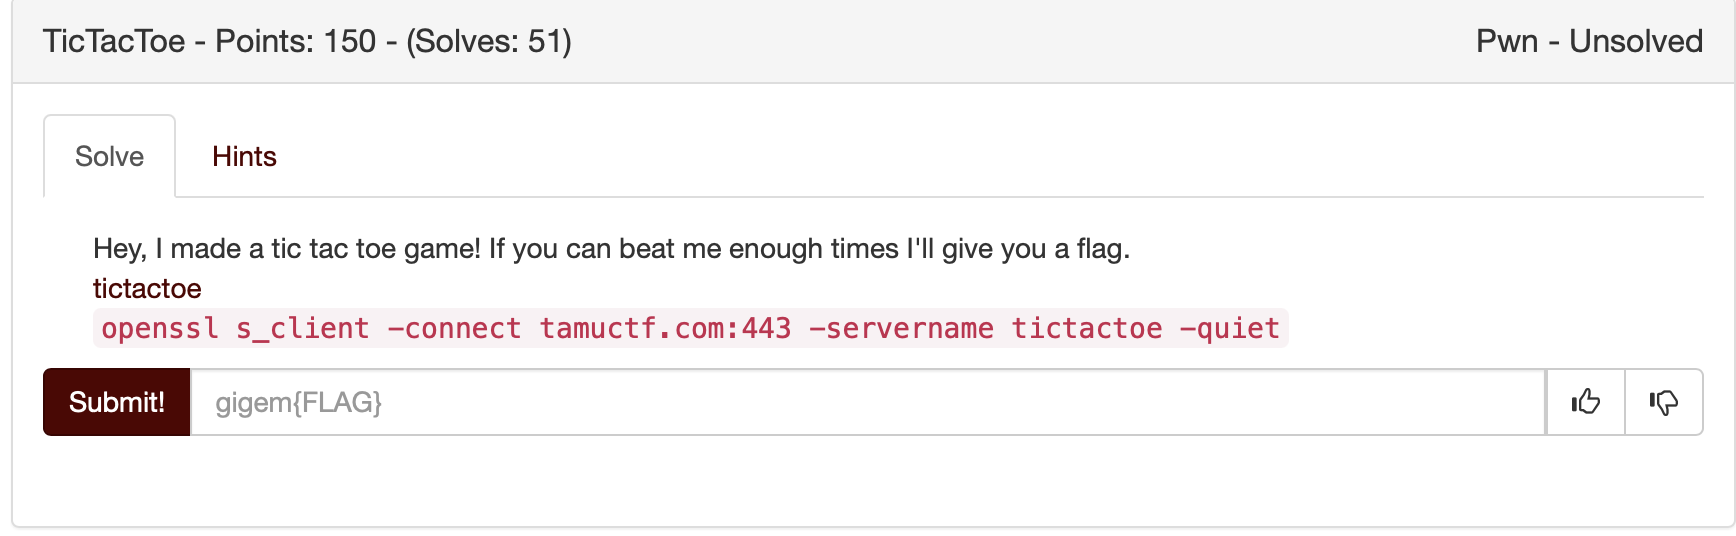 TicTacToe - Points: 150 - (Solves: 51)
Pwn - Unsolved
Solve
Hints
Hey, I made a tic tac toe game! If you can beat me enough times I'll give you a flag.
tictactoe
openssl s_client -connect tamuctf.com:443 -servername tictactoe -quiet
Submit!
gigem{FLAG}